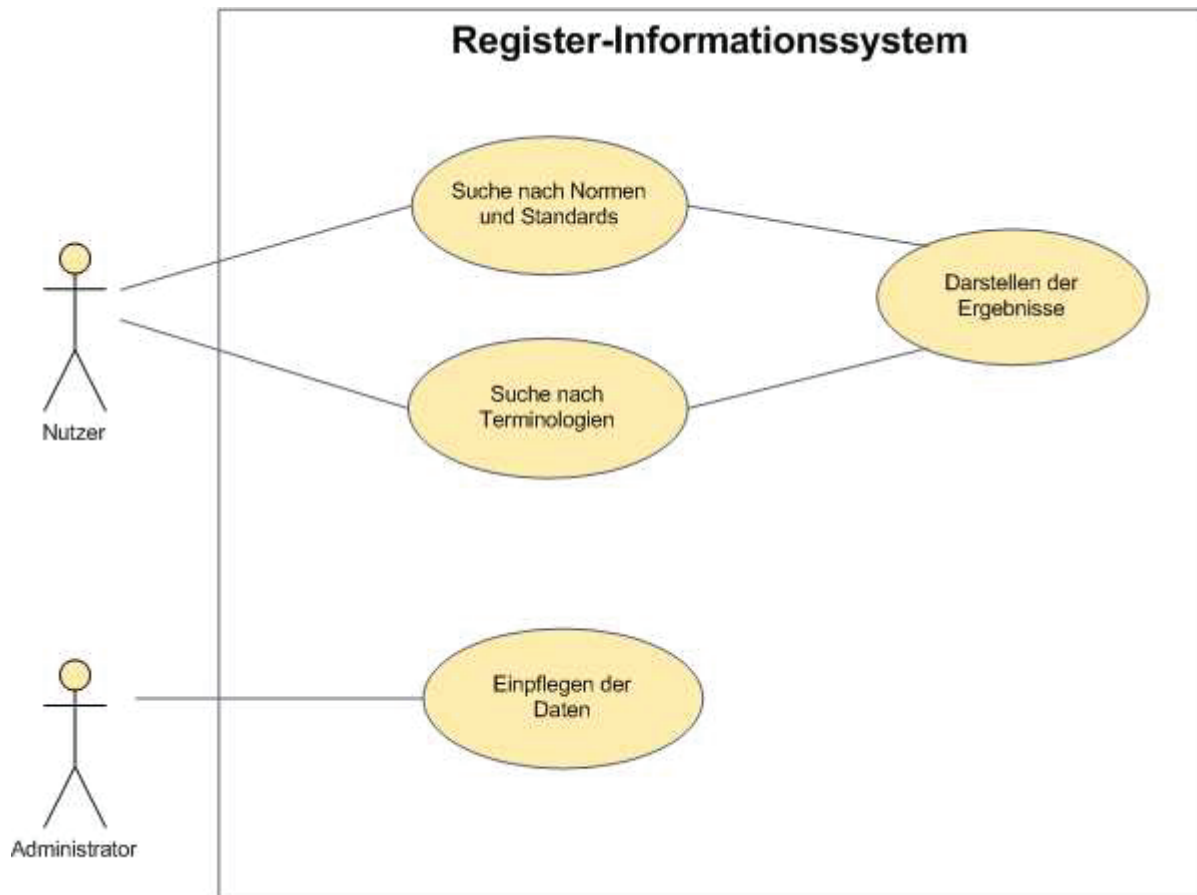 Register-Informationssystem
Suche nach Normen
und Standards
Darstellen der
Ergebnisse
Suche nach
Terminologien
Nutzer
Einpflegen der
Daten
Administrator